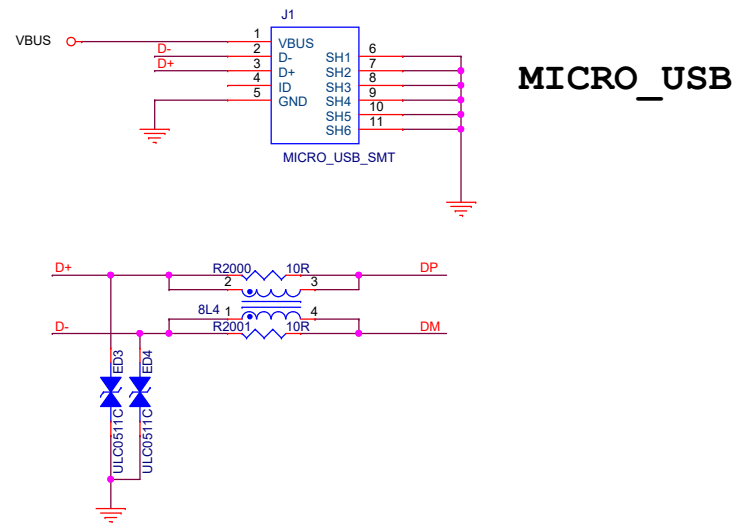 J1
VBUS
1
2
3
4
5
D-
D+
VBUS
D-
D+
ID
GND
SH1
SH2
SH3
SH4
SH5
SH6
6
7
8
9
10
11
MICRO_USB_SMT
MICRO_USB
D+
R2000
10R
DP
2
3
8L4
1
4
D-
R2001
10R
DM
ED3
ED4
ULC0511C
ULC0511C